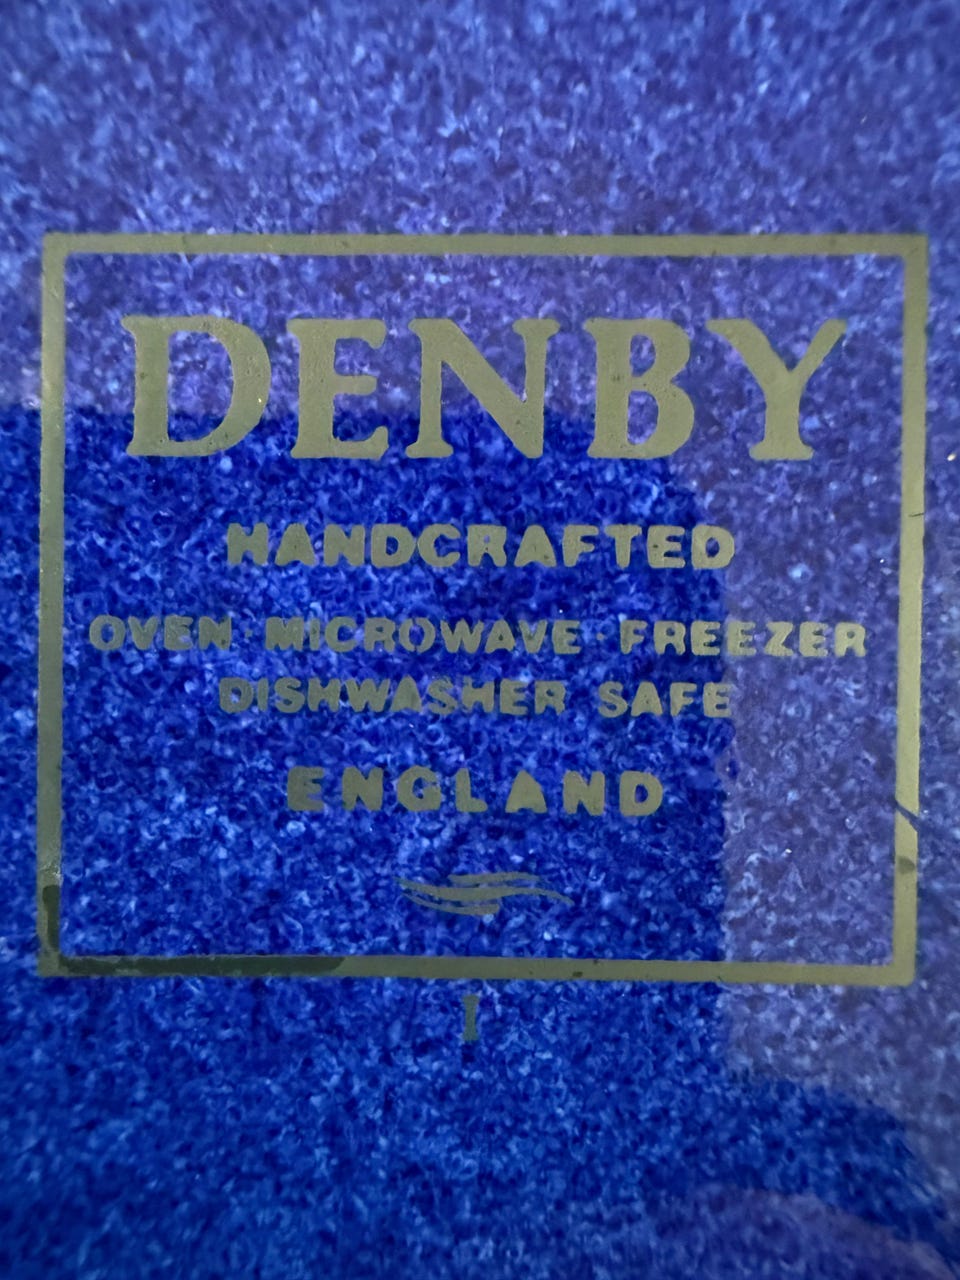 DENBY
HANDCRAFTED
OVEN · MICROWAVE · FREEZER
DISHWASHER SAFE
ENGLAND
I